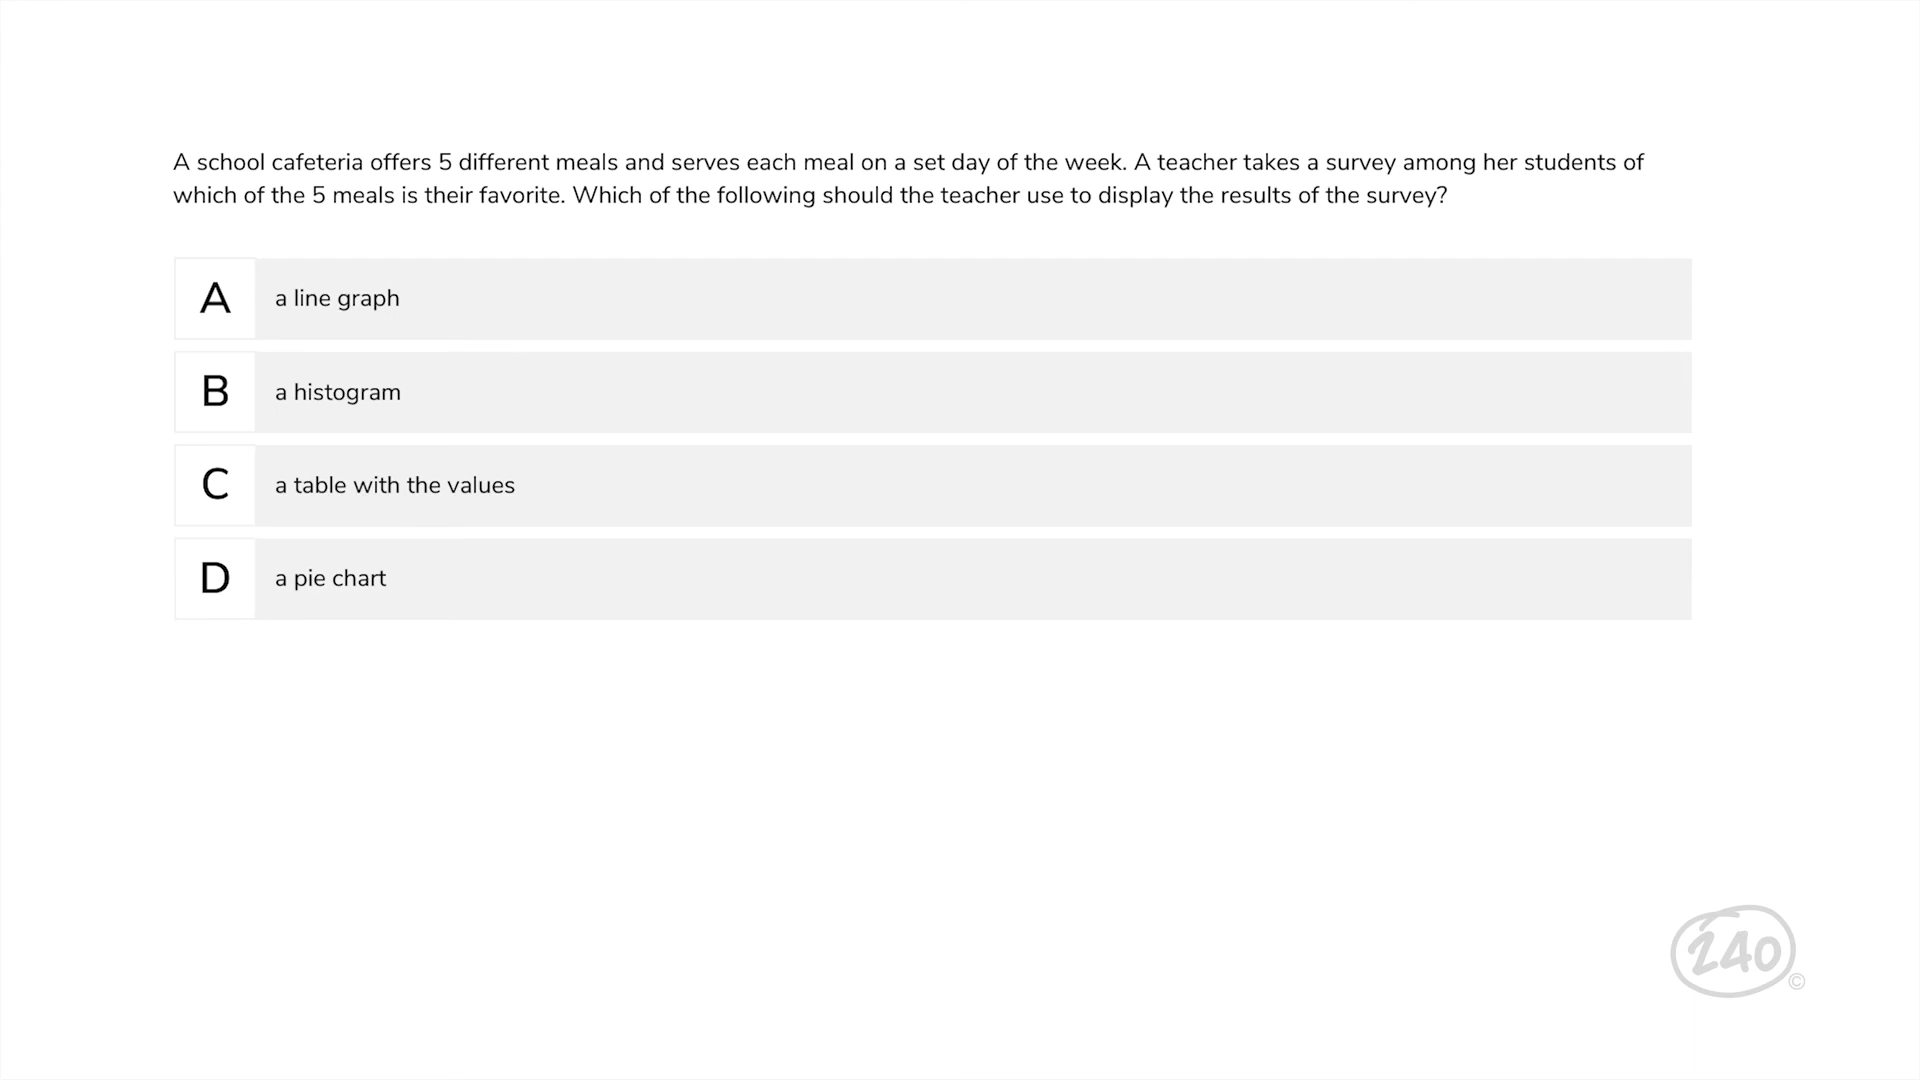 A school cafeteria offers 5 different meals and serves each meal on a set day of the week. A teacher takes a survey among her students of
which of the 5 meals is their favorite. Which of the following should the teacher use to display the results of the survey?
A a line graph
B a histogram
C a table with the values
D a pie chart
240 ©